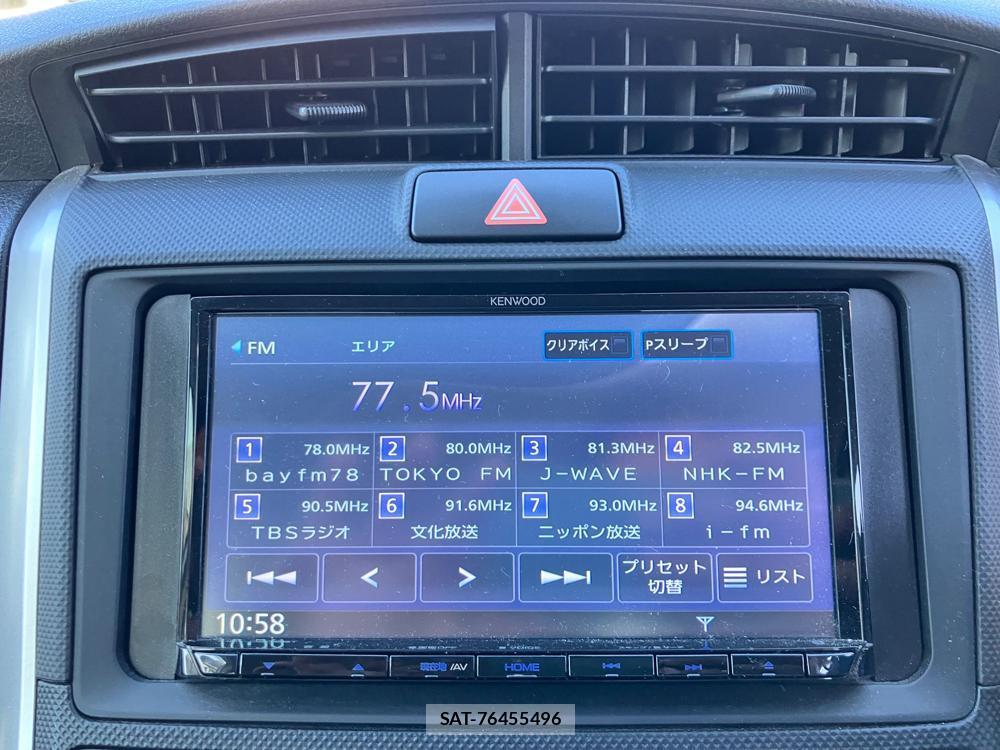 KENWOOD
FM エリア クリアボイス Pスリープ
77.5MHz
1 78.0MHz 2 80.0MHz 3 81.3MHz 4 82.5MHz
bayfm78 TOKYO FM J-WAVE NHK-FM
5 90.5MHz 6 91.6MHz 7 93.0MHz 8 94.6MHz
TBSラジオ 文化放送 ニッポン放送 i-fm
プリセット切替 リスト
10:58
現在地 /AV HOME
SAT-76455496